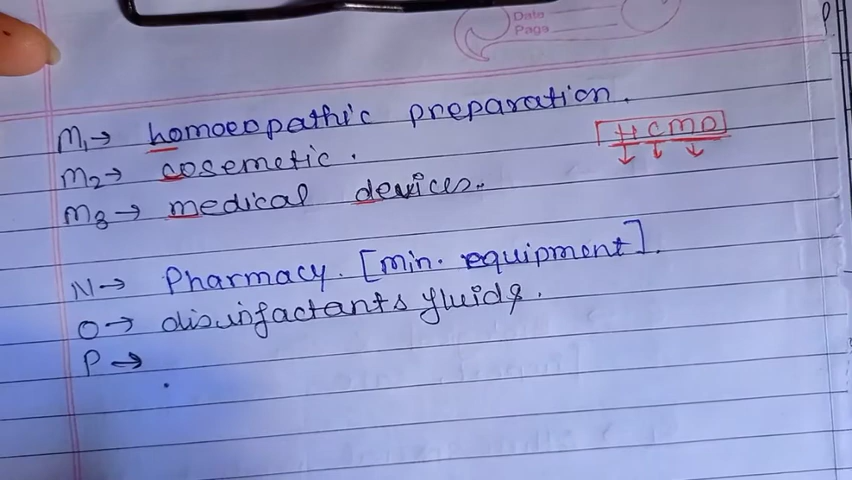 Date
Page
M1→ homoeopathic preparation.
HCMD
M2→ cosemetic.
M3→ medical devices.
N→ Pharmacy. [min. equipment].
O→ disinfactants fluids.
P→